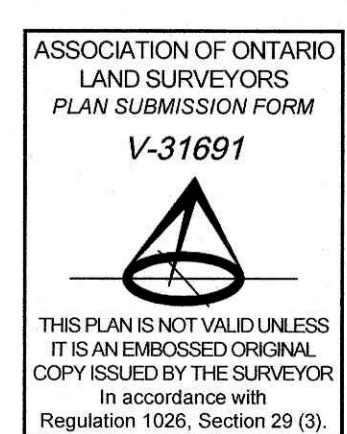 ASSOCIATION OF ONTARIO
LAND SURVEYORS
PLAN SUBMISSION FORM
V-31691
THIS PLAN IS NOT VALID UNLESS
IT IS AN EMBOSSED ORIGINAL
COPY ISSUED BY THE SURVEYOR
In accordance with
Regulation 1026, Section 29 (3).